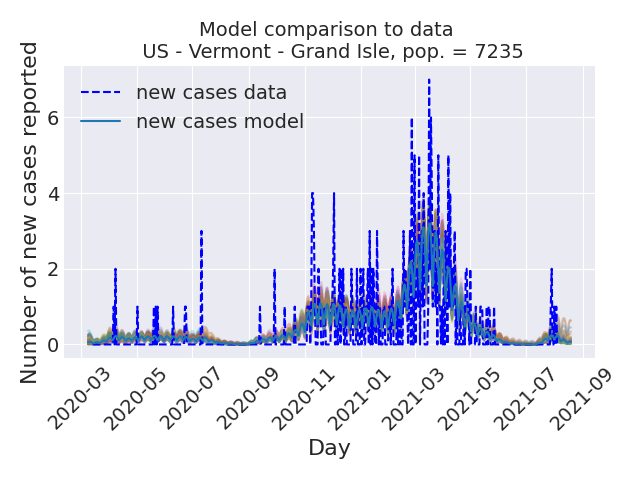 Model comparison to data
US - Vermont - Grand Isle, pop. = 7235
Number of new cases reported
new cases data
new cases model
6
4
2
0
2020-03
2020-05
2020-07
2020-09
2020-11
2021-01
2021-03
2021-05
2021-07
2021-09
Day